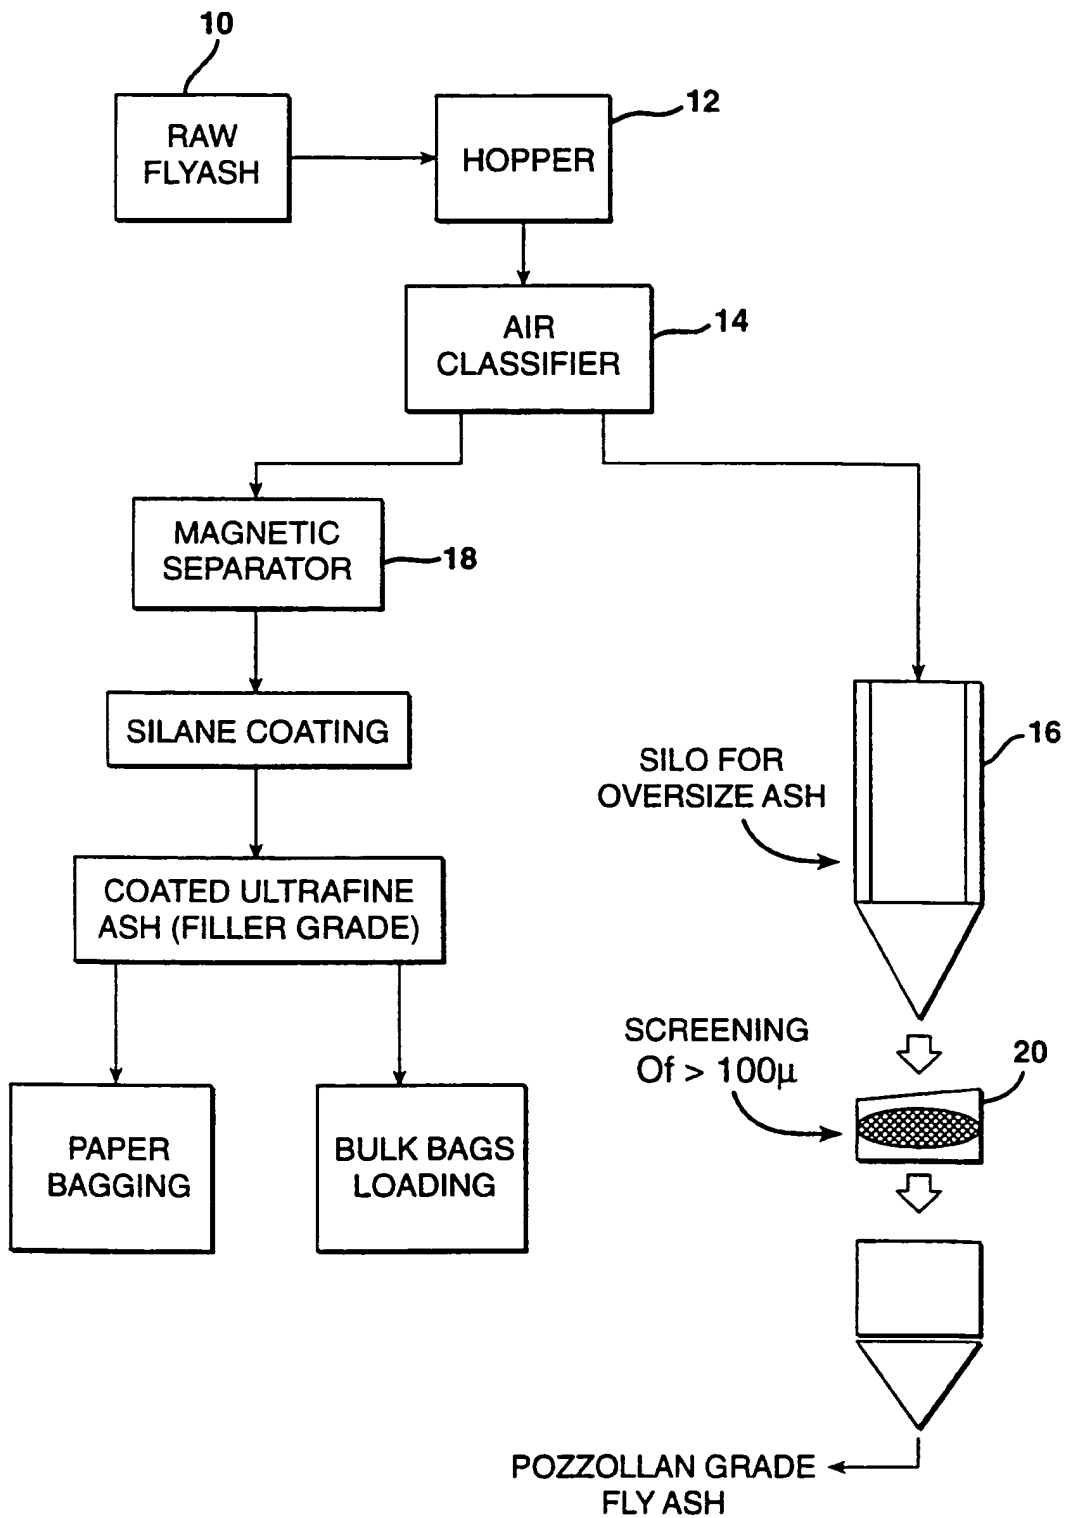 10
RAW
FLYASH
12
HOPPER
14
AIR
CLASSIFIER
MAGNETIC
SEPARATOR
18
SILANE COATING
COATED ULTRAFINE
ASH (FILLER GRADE)
PAPER
BAGGING
BULK BAGS
LOADING
16
SILO FOR
OVERSIZE ASH
SCREENING
Of > 100µ
20
POZZOLLAN GRADE
FLY ASH